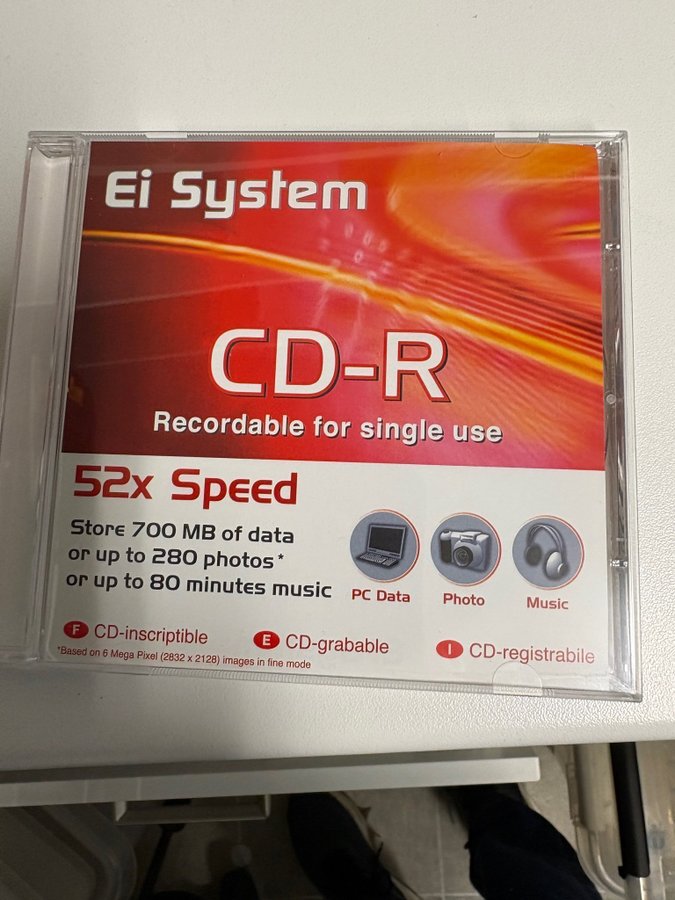 Ei System
CD-R
Recordable for single use
52x Speed
Store 700 MB of data
or up to 280 photos*
or up to 80 minutes music
PC Data
Photo
Music
F CD-inscriptible
E CD-grabable
I CD-registrabile
*Based on 6 Mega Pixel (2832 x 2128) images in fine mode